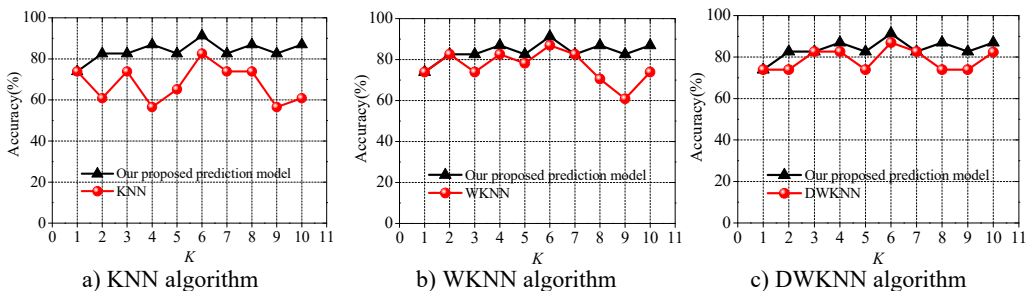 Accuracy(%)
100
80
60
40
20
0
Our proposed prediction model
KNN
0 1 2 3 4 5 6 7 8 9 10 11
K
a) KNN algorithm
Accuracy(%)
100
80
60
40
20
0
Our proposed prediction model
WKNN
0 1 2 3 4 5 6 7 8 9 10 11
K
b) WKNN algorithm
Accuracy(%)
100
80
60
40
20
0
Our proposed prediction model
DWKNN
0 1 2 3 4 5 6 7 8 9 10 11
K
c) DWKNN algorithm